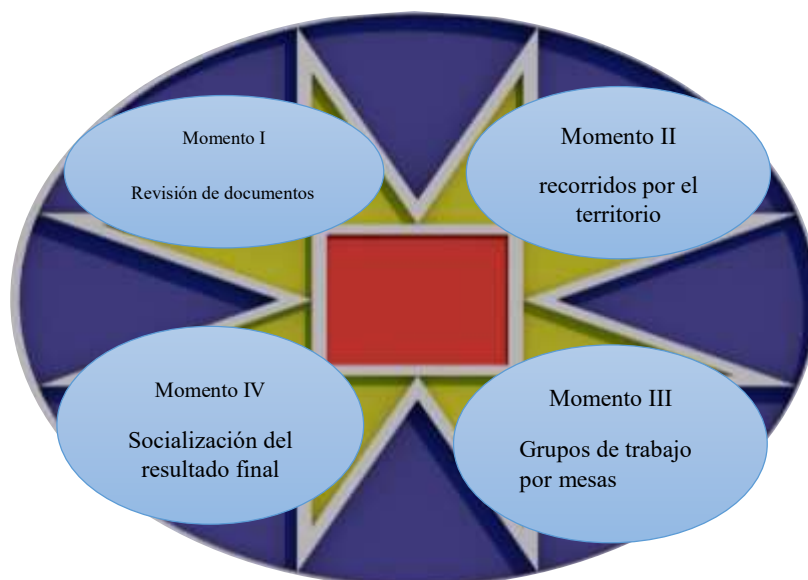 Momento I
Revisión de documentos
Momento II
recorridos por el
territorio
Momento III
Grupos de trabajo
por mesas
Momento IV
Socialización del
resultado final